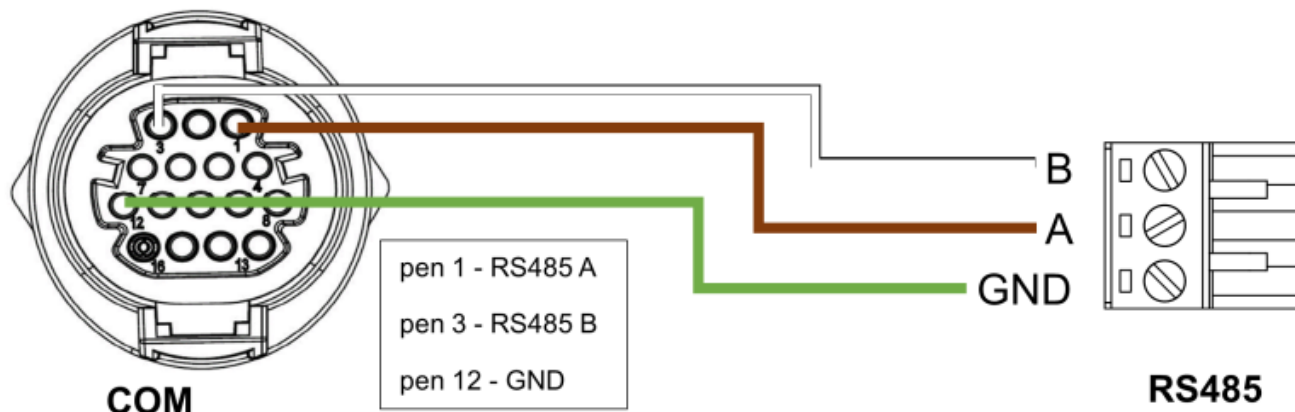 3
1
7
4
12
8
16
13
COM
pen 1 - RS485 A
pen 3 - RS485 B
pen 12 - GND
B
A
GND
RS485